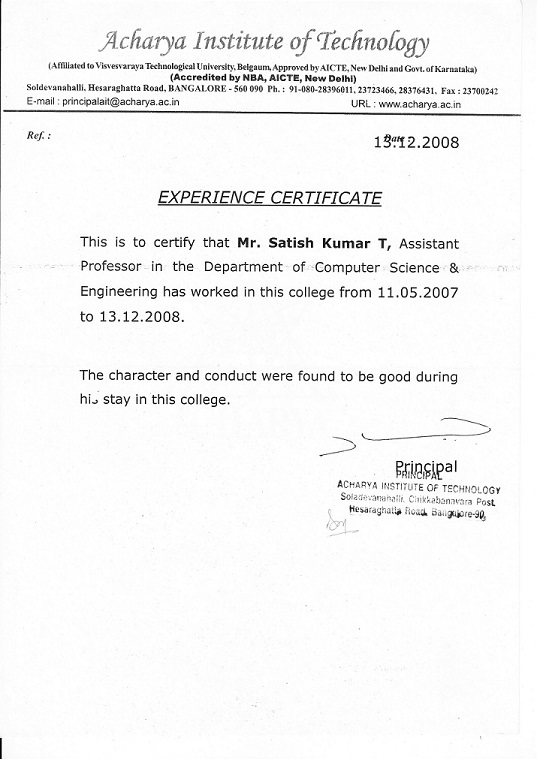 Acharya Institute of Technology
(Affiliated to Visvesvaraya Technological University, Belgaum, Approved by AICTE, New Delhi and Govt. of Karnataka)
(Accredited by NBA, AICTE, New Delhi)
Soldevanahalli, Hesaraghatta Road, BANGALORE - 560 090 Ph. : 91-080-28396011, 23723466, 28376431, Fax : 23700242
E-mail : principalait@acharya.ac.in URL : www.acharya.ac.in
Ref. : Date
13.12.2008
EXPERIENCE CERTIFICATE
This is to certify that Mr. Satish Kumar T, Assistant
Professor in the Department of Computer Science &
Engineering has worked in this college from 11.05.2007
to 13.12.2008.
The character and conduct were found to be good during
his stay in this college.
Principal
PRINCIPAL
ACHARYA INSTITUTE OF TECHNOLOGY
Soladevanahalli, Chikkabanavara Post,
Hesaraghatta Road, Bangalore-90